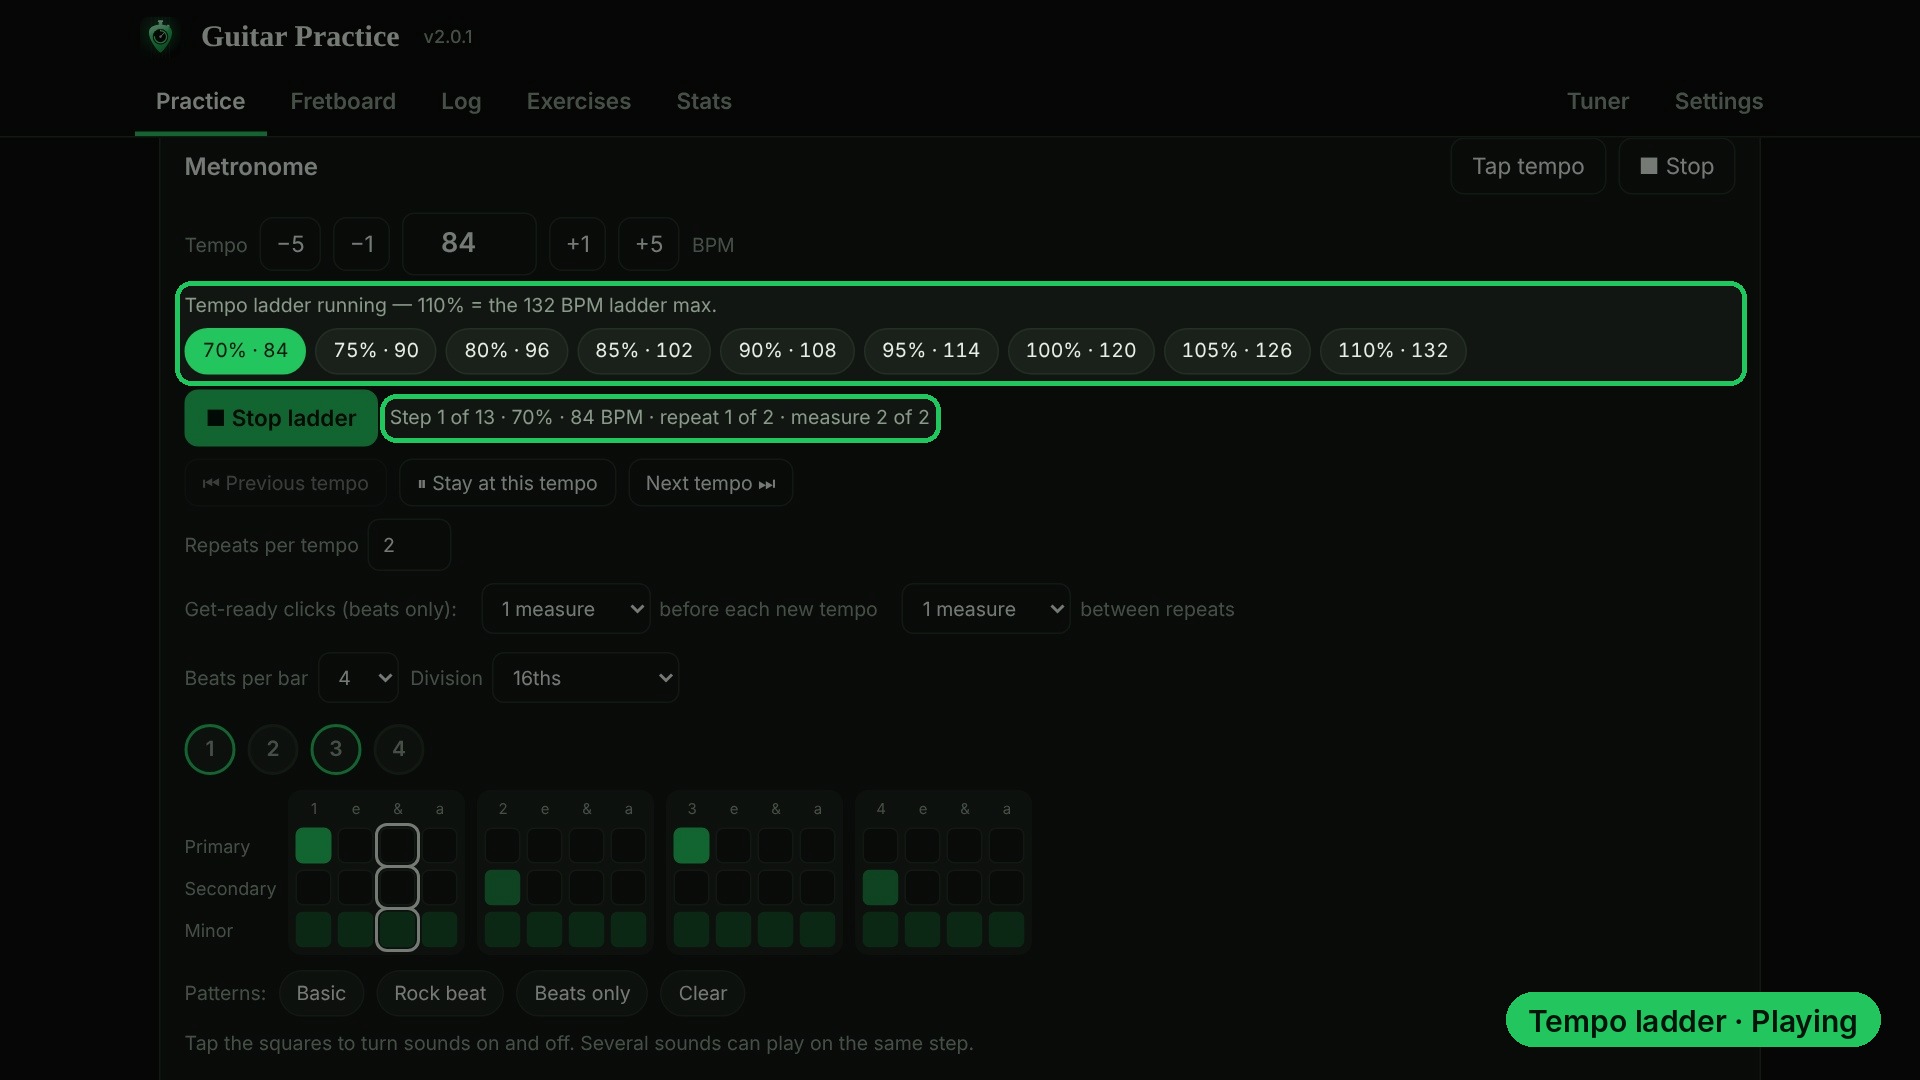 Guitar Practice v2.0.1
Practice Fretboard Log Exercises Stats Tuner Settings
Metronome Tap tempo ■ Stop
Tempo −5 −1 84 +1 +5 BPM
Tempo ladder running — 110% = the 132 BPM ladder max.
70% · 84 75% · 90 80% · 96 85% · 102 90% · 108 95% · 114 100% · 120 105% · 126 110% · 132
■ Stop ladder Step 1 of 13 · 70% · 84 BPM · repeat 1 of 2 · measure 2 of 2
⏮ Previous tempo ⏸ Stay at this tempo Next tempo ⏭
Repeats per tempo 2
Get-ready clicks (beats only): 1 measure before each new tempo 1 measure between repeats
Beats per bar 4 Division 16ths
1 2 3 4
1 e & a 2 e & a 3 e & a 4 e & a
Primary
Secondary
Minor
Patterns: Basic Rock beat Beats only Clear
Tempo ladder · Playing
Tap the squares to turn sounds on and off. Several sounds can play on the same step.